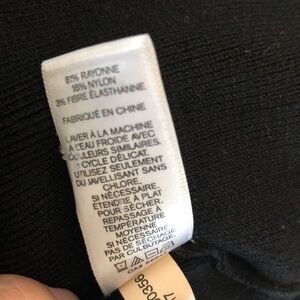 RAYONNE
NYLON
3% FIBRE ÉLASTHANNE
FABRIQUÉ EN CHINE
LAVER À LA MACHINE
À L'EAU FROIDE AVEC
COULEURS SIMILAIRES.
CYCLE DÉLICAT.
UTILISEZ SEULEMENT
DU JAVELLISANT SANS
CHLORE,
SI NÉCESSAIRE.
ÉTENDRE À PLAT
POUR SÉCHER.
REPASSAGE À
TEMPÉRATURE
MOYENNE
SI NÉCESSAIRE.
PAS DE SÉCHAGE
PAR CULBUTAGE.